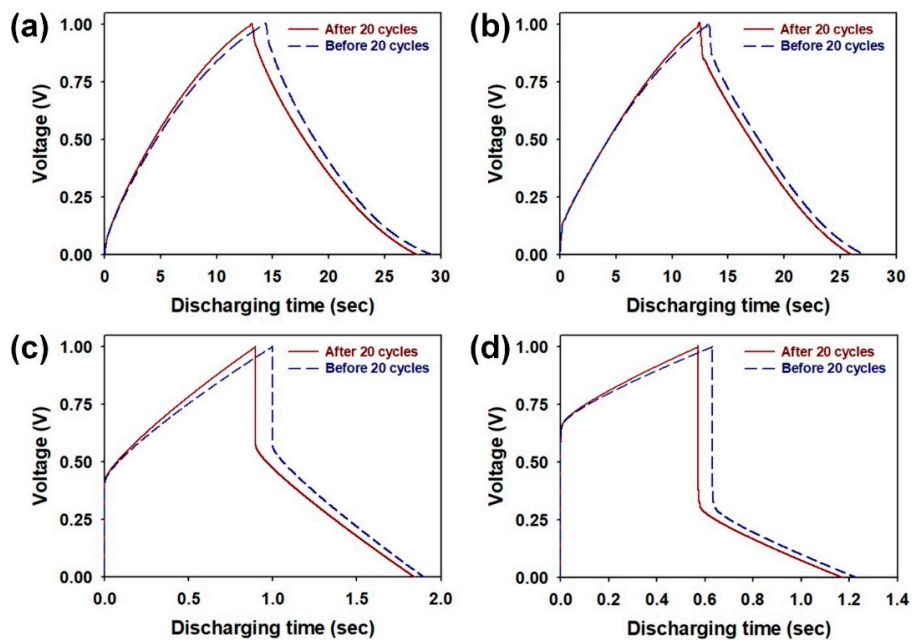 (a)
1.00
0.75
0.50
0.25
0.00
Voltage (V)
After 20 cycles
Before 20 cycles
0 5 10 15 20 25 30
Discharging time (sec)
(b)
1.00
0.75
0.50
0.25
0.00
Voltage (V)
After 20 cycles
Before 20 cycles
0 5 10 15 20 25 30
Discharging time (sec)
(c)
1.00
0.75
0.50
0.25
0.00
Voltage (V)
After 20 cycles
Before 20 cycles
0.0 0.5 1.0 1.5 2.0
Discharging time (sec)
(d)
1.00
0.75
0.50
0.25
0.00
Voltage (V)
After 20 cycles
Before 20 cycles
0.0 0.2 0.4 0.6 0.8 1.0 1.2 1.4
Discharging time (sec)